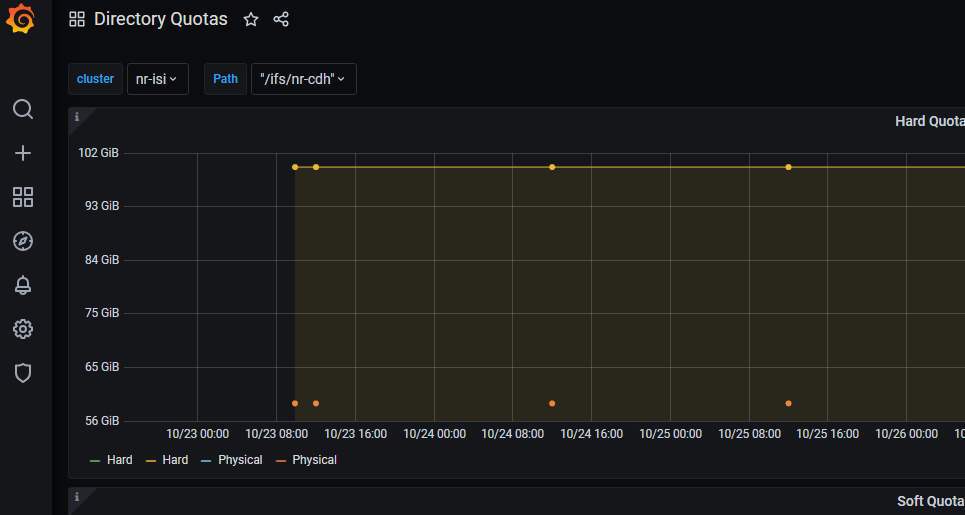 Directory Quotas
cluster nr-isi Path "/ifs/nr-cdh"
i
Hard Quota
102 GiB
93 GiB
84 GiB
75 GiB
65 GiB
56 GiB
10/23 00:00 10/23 08:00 10/23 16:00 10/24 00:00 10/24 08:00 10/24 16:00 10/25 00:00 10/25 08:00 10/25 16:00 10/26 00:00 10
Hard Hard Physical Physical
i
Soft Quota